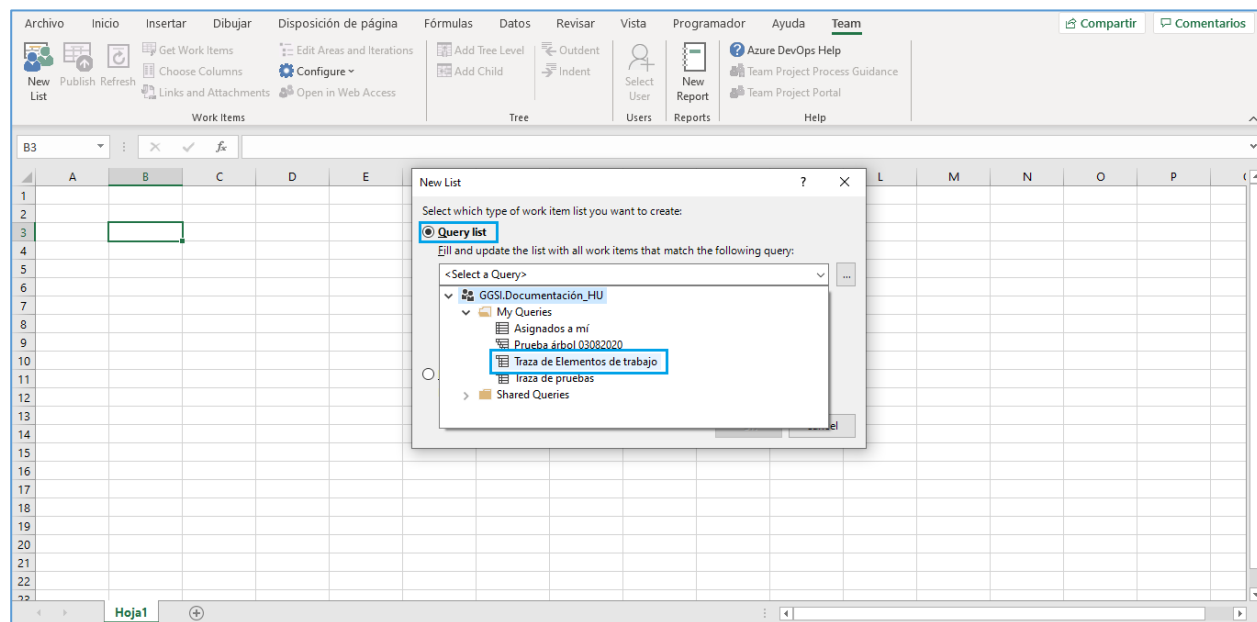 Archivo Inicio Insertar Dibujar Disposición de página Fórmulas Datos Revisar Vista Programador Ayuda Team Compartir Comentarios
New List
Publish
Refresh
Get Work Items
Choose Columns
Links and Attachments
Edit Areas and Iterations
Configure
Open in Web Access
Work Items
Add Tree Level
Add Child
Outdent
Indent
Tree
Select User
Users
New Report
Reports
Azure DevOps Help
Team Project Process Guidance
Team Project Portal
Help
B3 fx
A B C D E L M N O P
1
2
3
4
5
6
7
8
9
10
11
12
13
14
15
16
17
18
19
20
21
22
23
New List ?
Select which type of work item list you want to create:
Query list
Fill and update the list with all work items that match the following query:
<Select a Query> ...
GGSI.Documentación_HU
My Queries
Asignados a mí
Prueba árbol 03082020
Traza de Elementos de trabajo
Traza de pruebas
Shared Queries
Hoja1